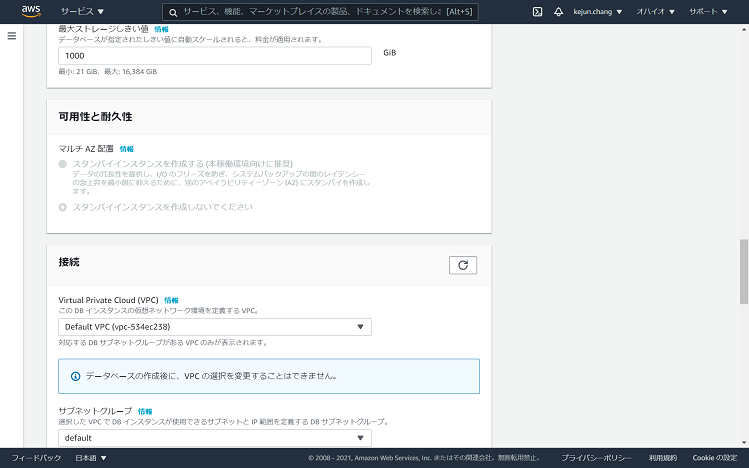 aws サービス サービス、機能、マーケットプレイスの製品、ドキュメントを検索しま [Alt+S] kejun.chang オハイオ サポート
最大ストレージしきい値 情報
データベースが指定されたしきい値に自動スケールされると、料金が適用されます。
1000 GiB
最小: 21 GiB、最大: 16,384 GiB
可用性と耐久性
マルチ AZ 配置 情報
スタンバイインスタンスを作成する (本稼働環境向けに推奨)
データの冗長性を提供し、I/O のフリーズを防ぎ、システムバックアップの間のレイテンシー
の急上昇を最小限に抑えるために、別のアベイラビリティーゾーン (AZ) にスタンバイを作成し
ます。
スタンバイインスタンスを作成しないでください
接続
Virtual Private Cloud (VPC) 情報
この DB インスタンスの仮想ネットワーク環境を定義する VPC。
Default VPC (vpc-534ec238)
対応する DB サブネットグループがある VPC のみが表示されます。
データベースの作成後に、VPC の選択を変更することはできません。
サブネットグループ 情報
選択した VPC で DB インスタンスが使用できるサブネットと IP 範囲を定義する DB サブネットグループ。
default
フィードバック 日本語 © 2008 - 2021, Amazon Web Services, Inc. またはその関連会社。無断転用禁止。 プライバシーポリシー 利用規約 Cookie の設定